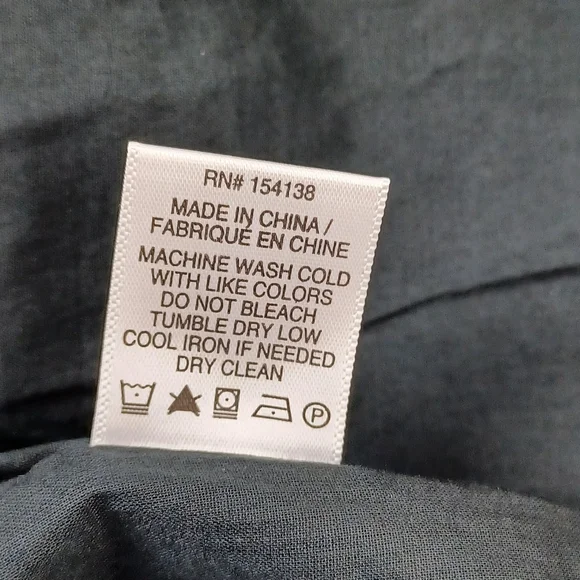 RN# 154138
MADE IN CHINA /
FABRIQUÉ EN CHINE
MACHINE WASH COLD
WITH LIKE COLORS
DO NOT BLEACH
TUMBLE DRY LOW
COOL IRON IF NEEDED
DRY CLEAN
P